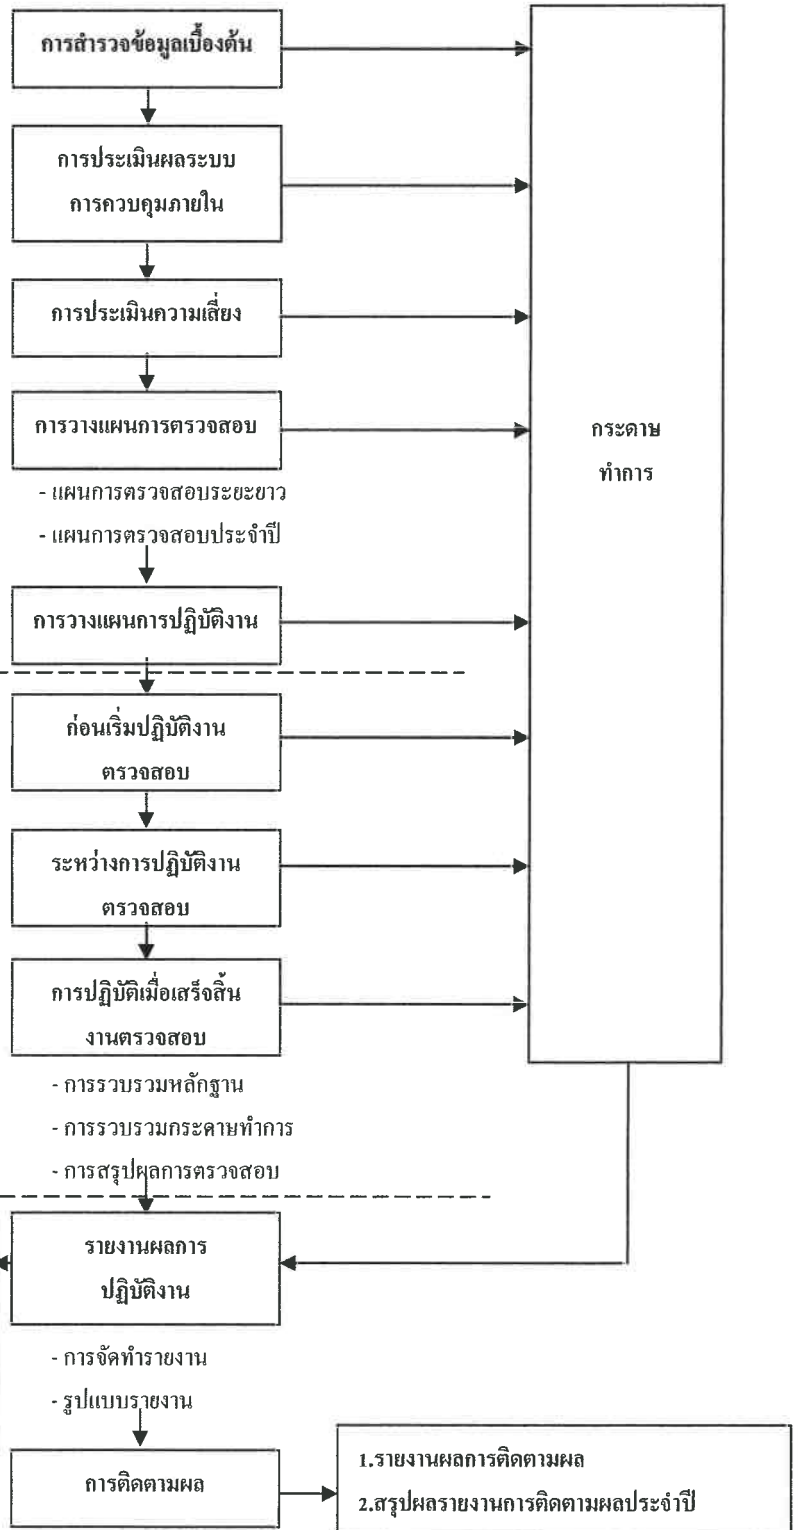 การสำรวจข้อมูลเบื้องต้น
การประเมินผลระบบ
การควบคุมภายใน
การประเมินความเสี่ยง
การวางแผนการตรวจสอบ
- แผนการตรวจสอบระยะยาว
- แผนการตรวจสอบประจำปี
การวางแผนการปฏิบัติงาน
ก่อนเริ่มปฏิบัติงาน
ตรวจสอบ
ระหว่างการปฏิบัติงาน
ตรวจสอบ
การปฏิบัติเมื่อเสร็จสิ้น
งานตรวจสอบ
- การรวบรวมหลักฐาน
- การรวบรวมกระดาษทำการ
- การสรุปผลการตรวจสอบ
กระดาษ
ทำการ
รายงานผลการ
ปฏิบัติงาน
- การจัดทำรายงาน
- รูปแบบรายงาน
การติดตามผล
1.รายงานผลการติดตามผล
2.สรุปผลรายงานการติดตามผลประจำปี